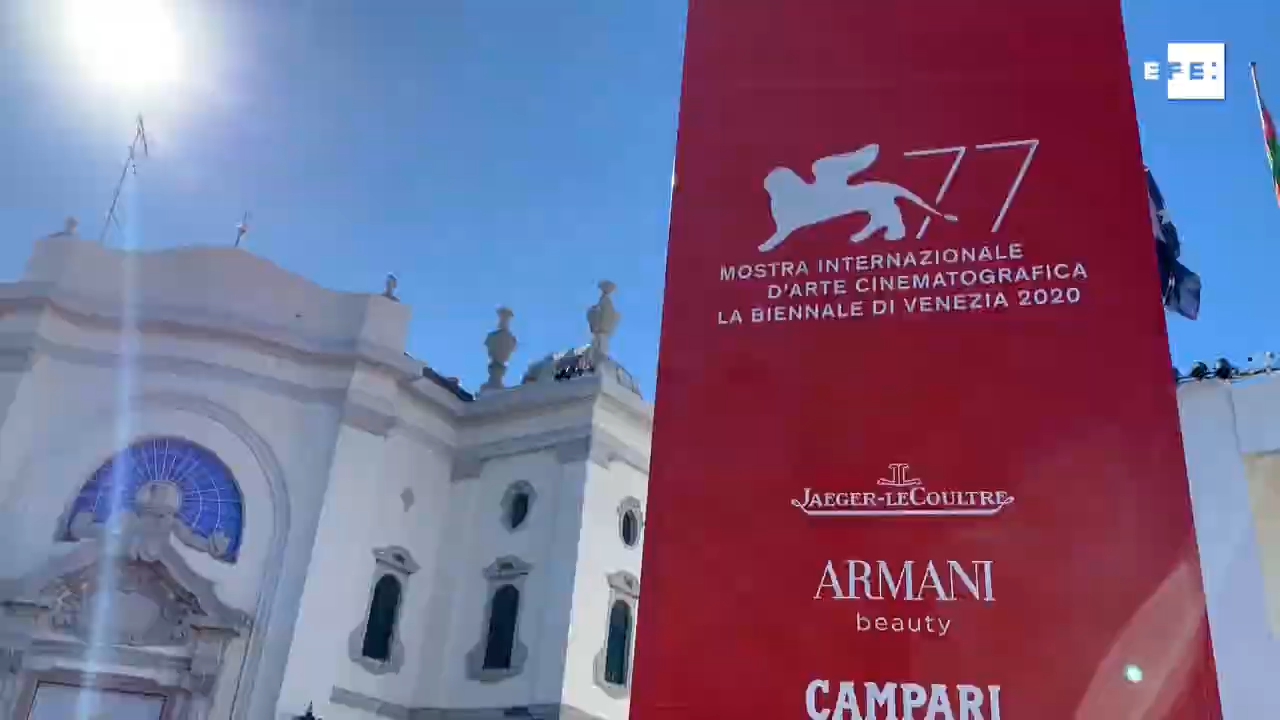 EFE:
77
MOSTRA INTERNAZIONALE
D'ARTE CINEMATOGRAFICA
LA BIENNALE DI VENEZIA 2020
JAEGER-LECOULTRE
ARMANI
beauty
CAMPARI